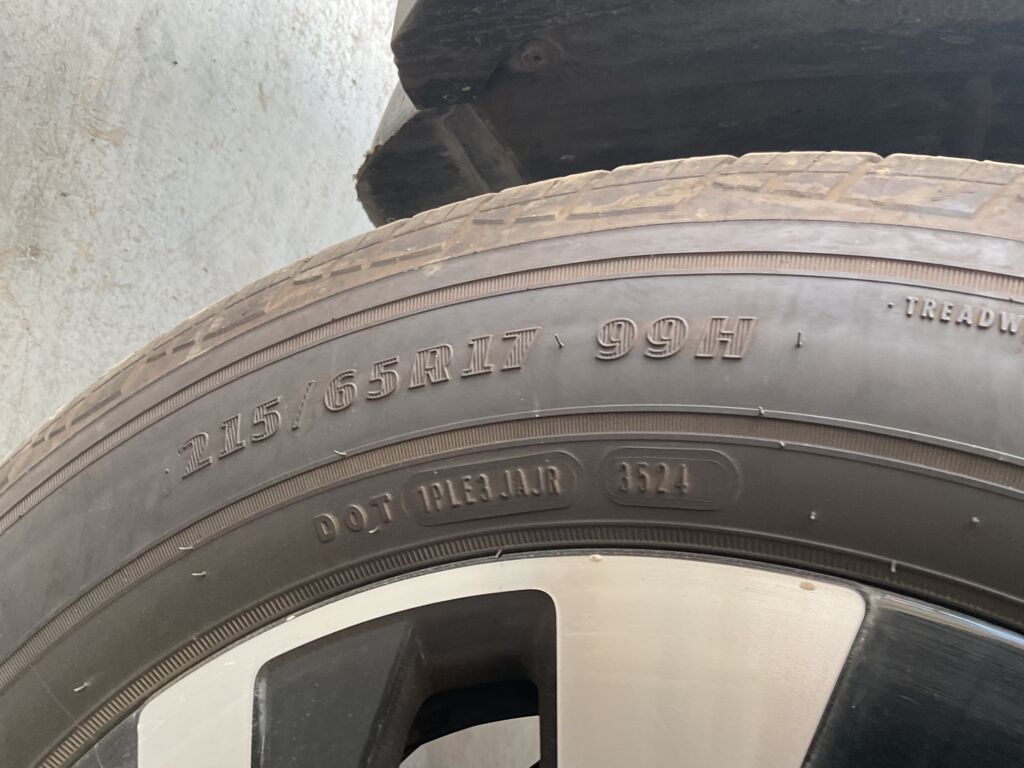 · TREADW
215/65R17 99H
DOT 1PLE3 JAJR 3524